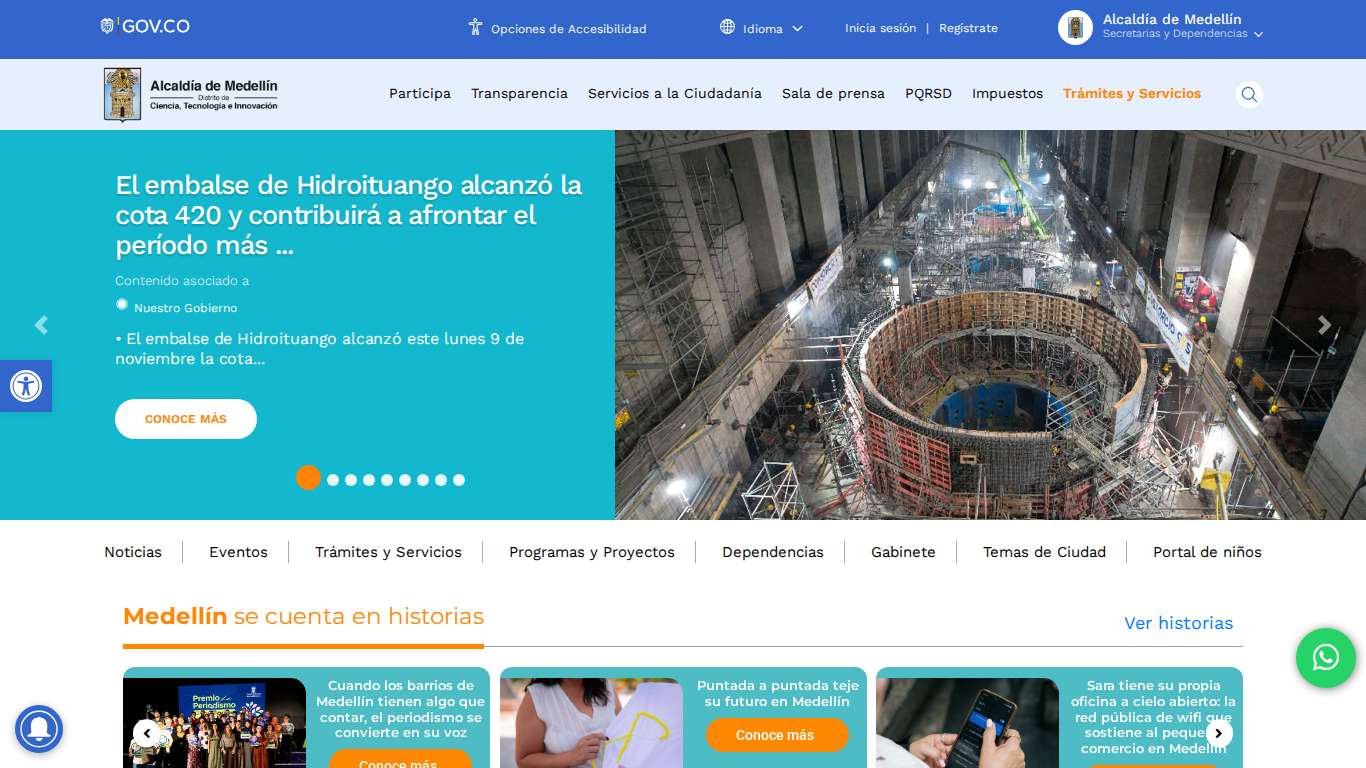 GOV.CO
Opciones de Accesibilidad
Idioma
Inicia sesión | Regístrate
Alcaldía de Medellín
Secretarias y Dependencias
Alcaldía de Medellín
Distrito de
Ciencia, Tecnología e Innovación
Participa
Transparencia
Servicios a la Ciudadanía
Sala de prensa
PQRSD
Impuestos
Trámites y Servicios
El embalse de Hidroituango alcanzó la
cota 420 y contribuirá a afrontar el
período más ...
Contenido asociado a
Nuestro Gobierno
• El embalse de Hidroituango alcanzó este lunes 9 de
noviembre la cota...
CONOCE MÁS
Noticias
Eventos
Trámites y Servicios
Programas y Proyectos
Dependencias
Gabinete
Temas de Ciudad
Portal de niños
Medellín se cuenta en historias
Ver historias
Premio
Periodismo
Cuando los barrios de
Medellín tienen algo que
contar, el periodismo se
convierte en su voz
Conoce más
Puntada a puntada teje
su futuro en Medellín
Conoce más
Sara tiene su propia
oficina a cielo abierto: la
red pública de wifi que
sostiene al pequeño
comercio en Medellín